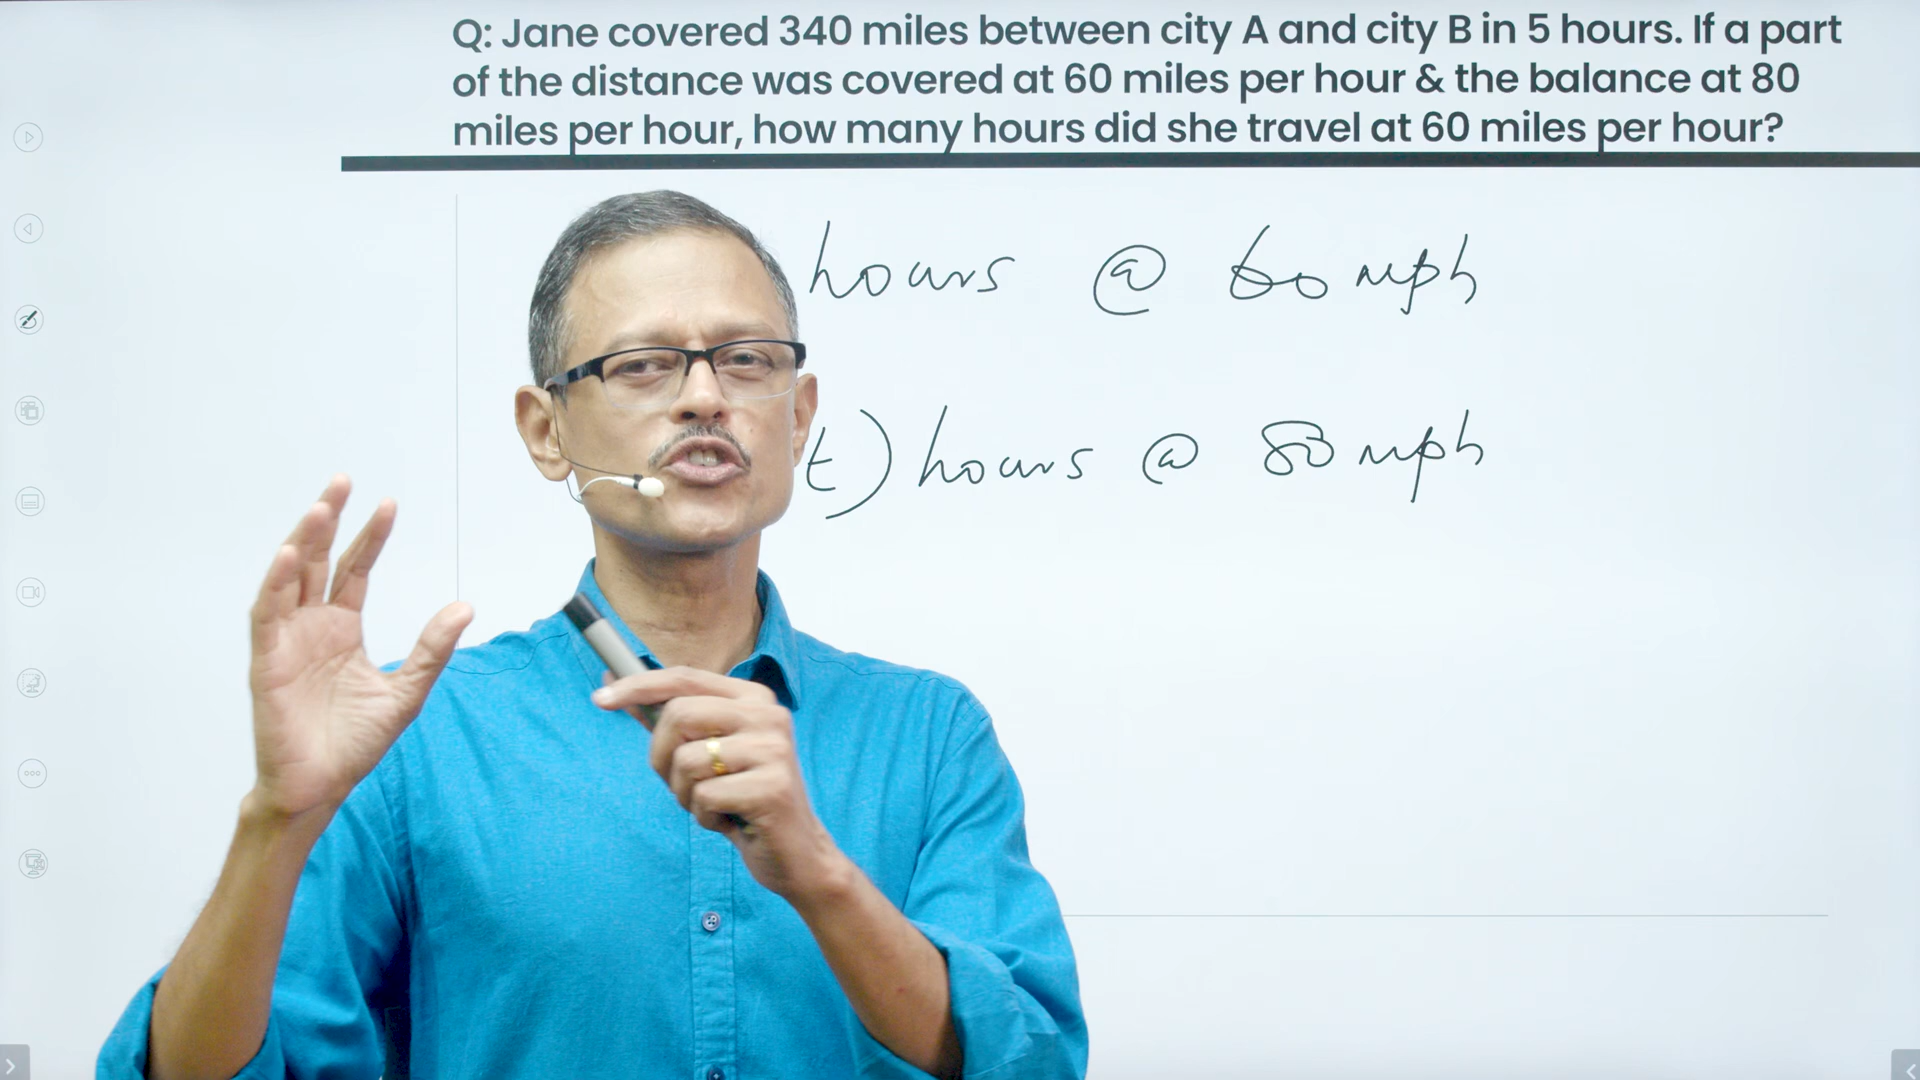 Q: Jane covered 340 miles between city A and city B in 5 hours. If a part
of the distance was covered at 60 miles per hour & the balance at 80
miles per hour, how many hours did she travel at 60 miles per hour?
hours @ 60 mph
t) hours @ 80 mph